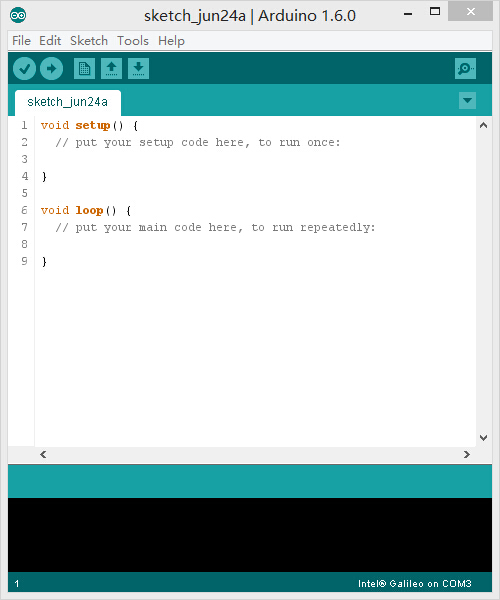 sketch_jun24a | Arduino 1.6.0
File Edit Sketch Tools Help
sketch_jun24a
1 void setup() {
2   // put your setup code here, to run once:
3
4 }
5
6 void loop() {
7   // put your main code here, to run repeatedly:
8
9 }
1 Intel® Galileo on COM3